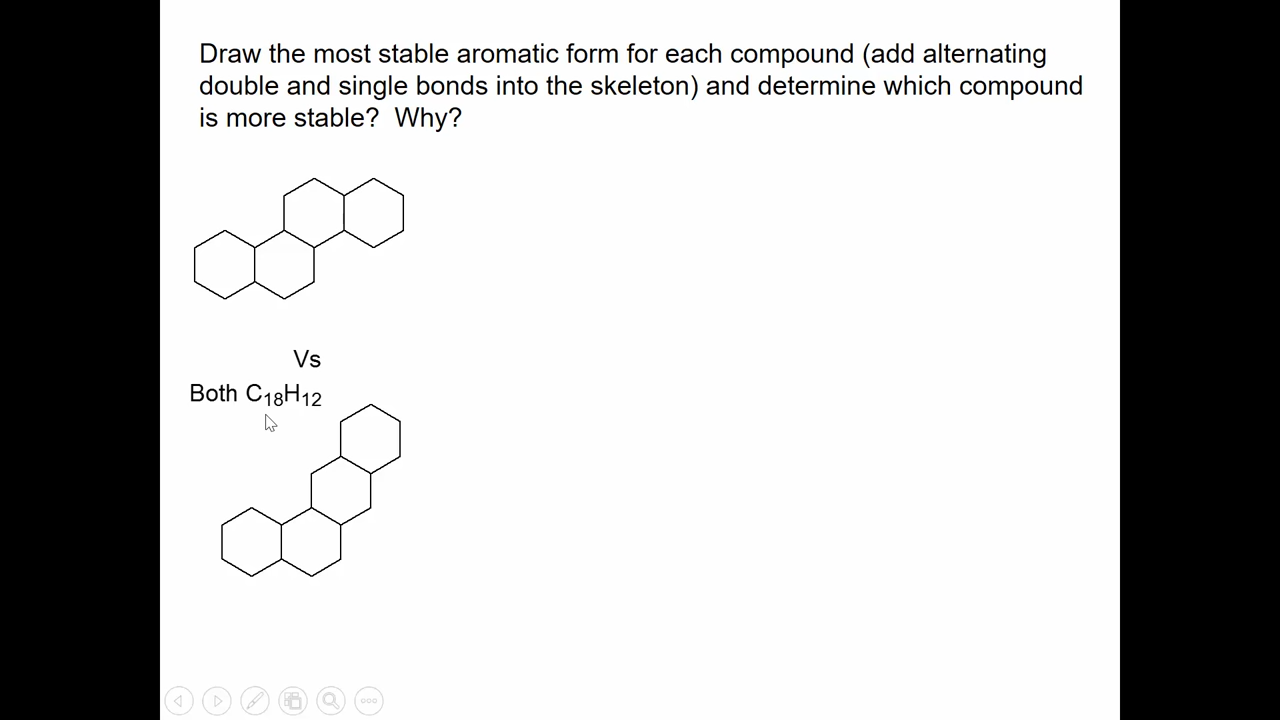 Draw the most stable aromatic form for each compound (add alternating
double and single bonds into the skeleton) and determine which compound
is more stable?  Why?
Vs
Both C₁₈H₁₂